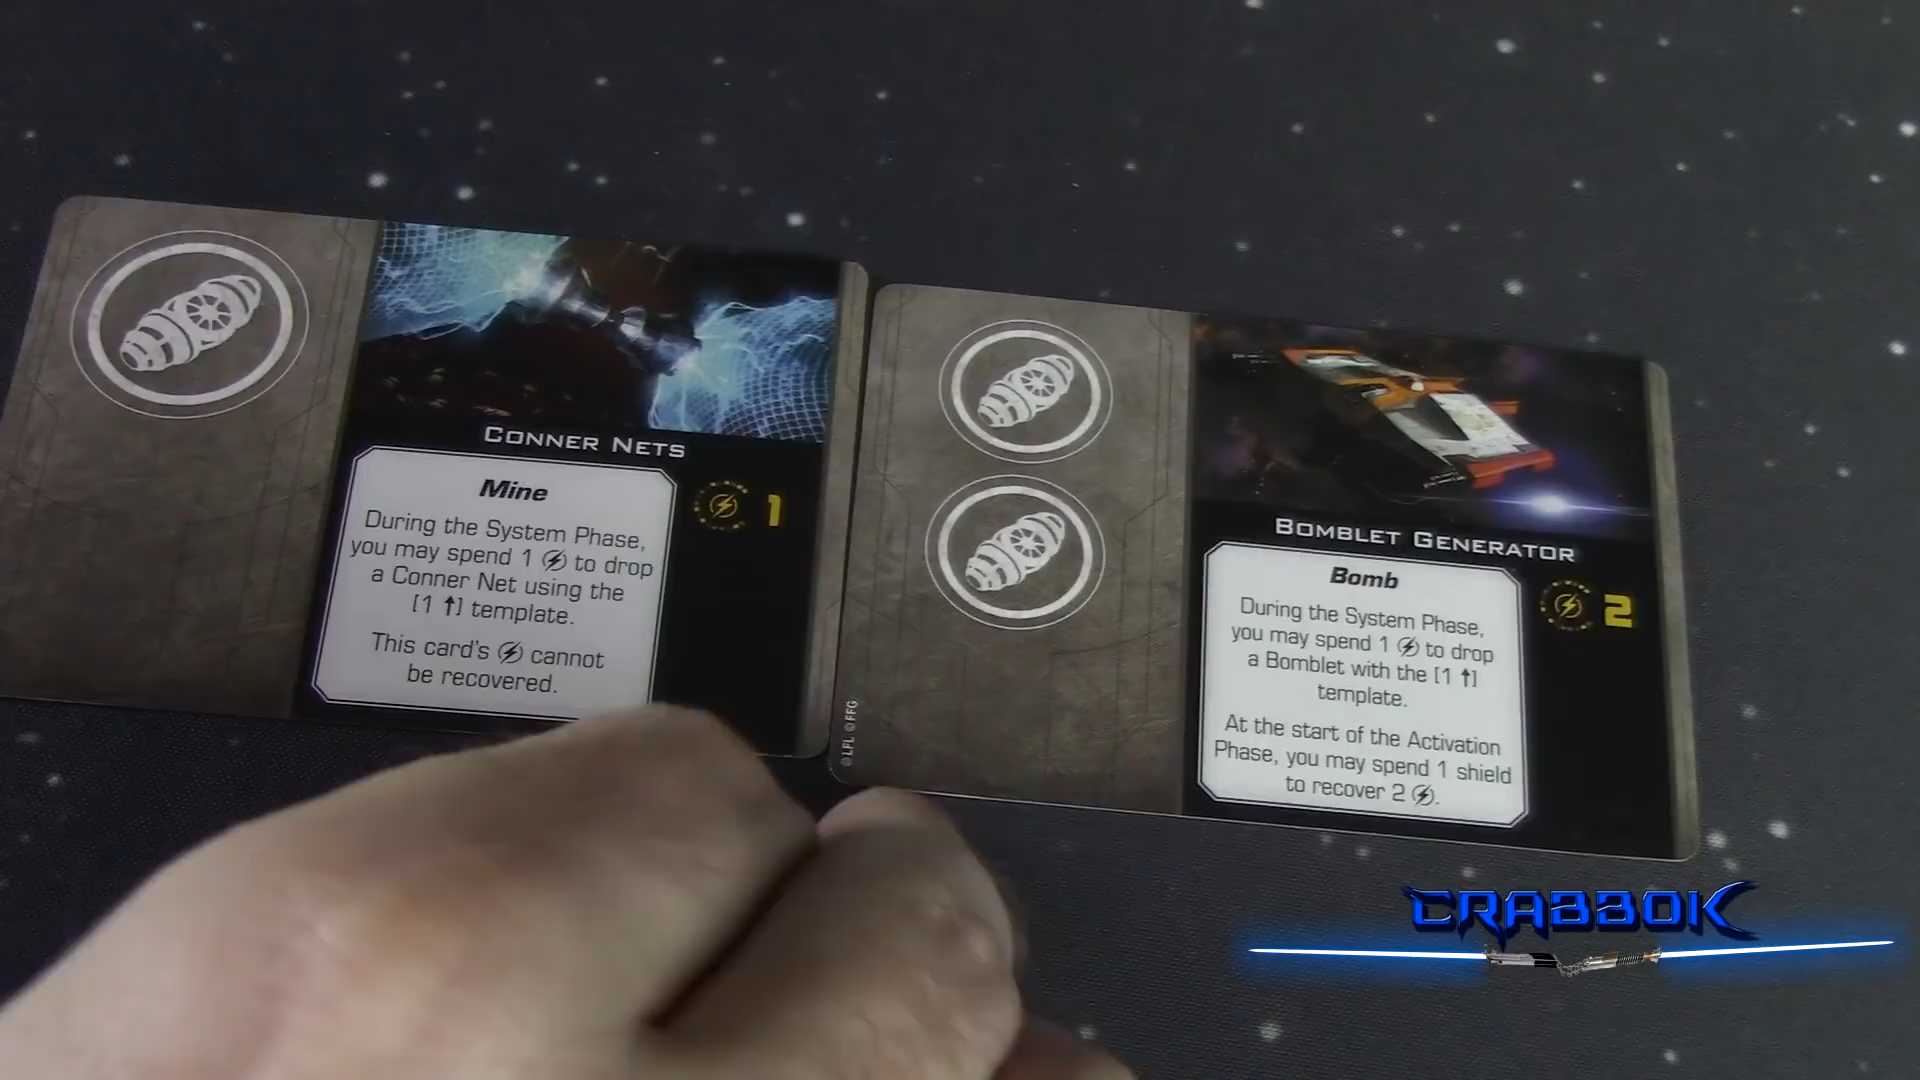 CONNER NETS
Mine
During the System Phase,
you may spend 1 to drop
a Conner Net using the
[1 ↑] template.
This card's cannot
be recovered.
1
BOMBLET GENERATOR
Bomb
During the System Phase,
you may spend 1 to drop
a Bomblet with the [1 ↑]
template.
At the start of the Activation
Phase, you may spend 1 shield
to recover 2 .
2
©LFL ©FFG
CRABBOK